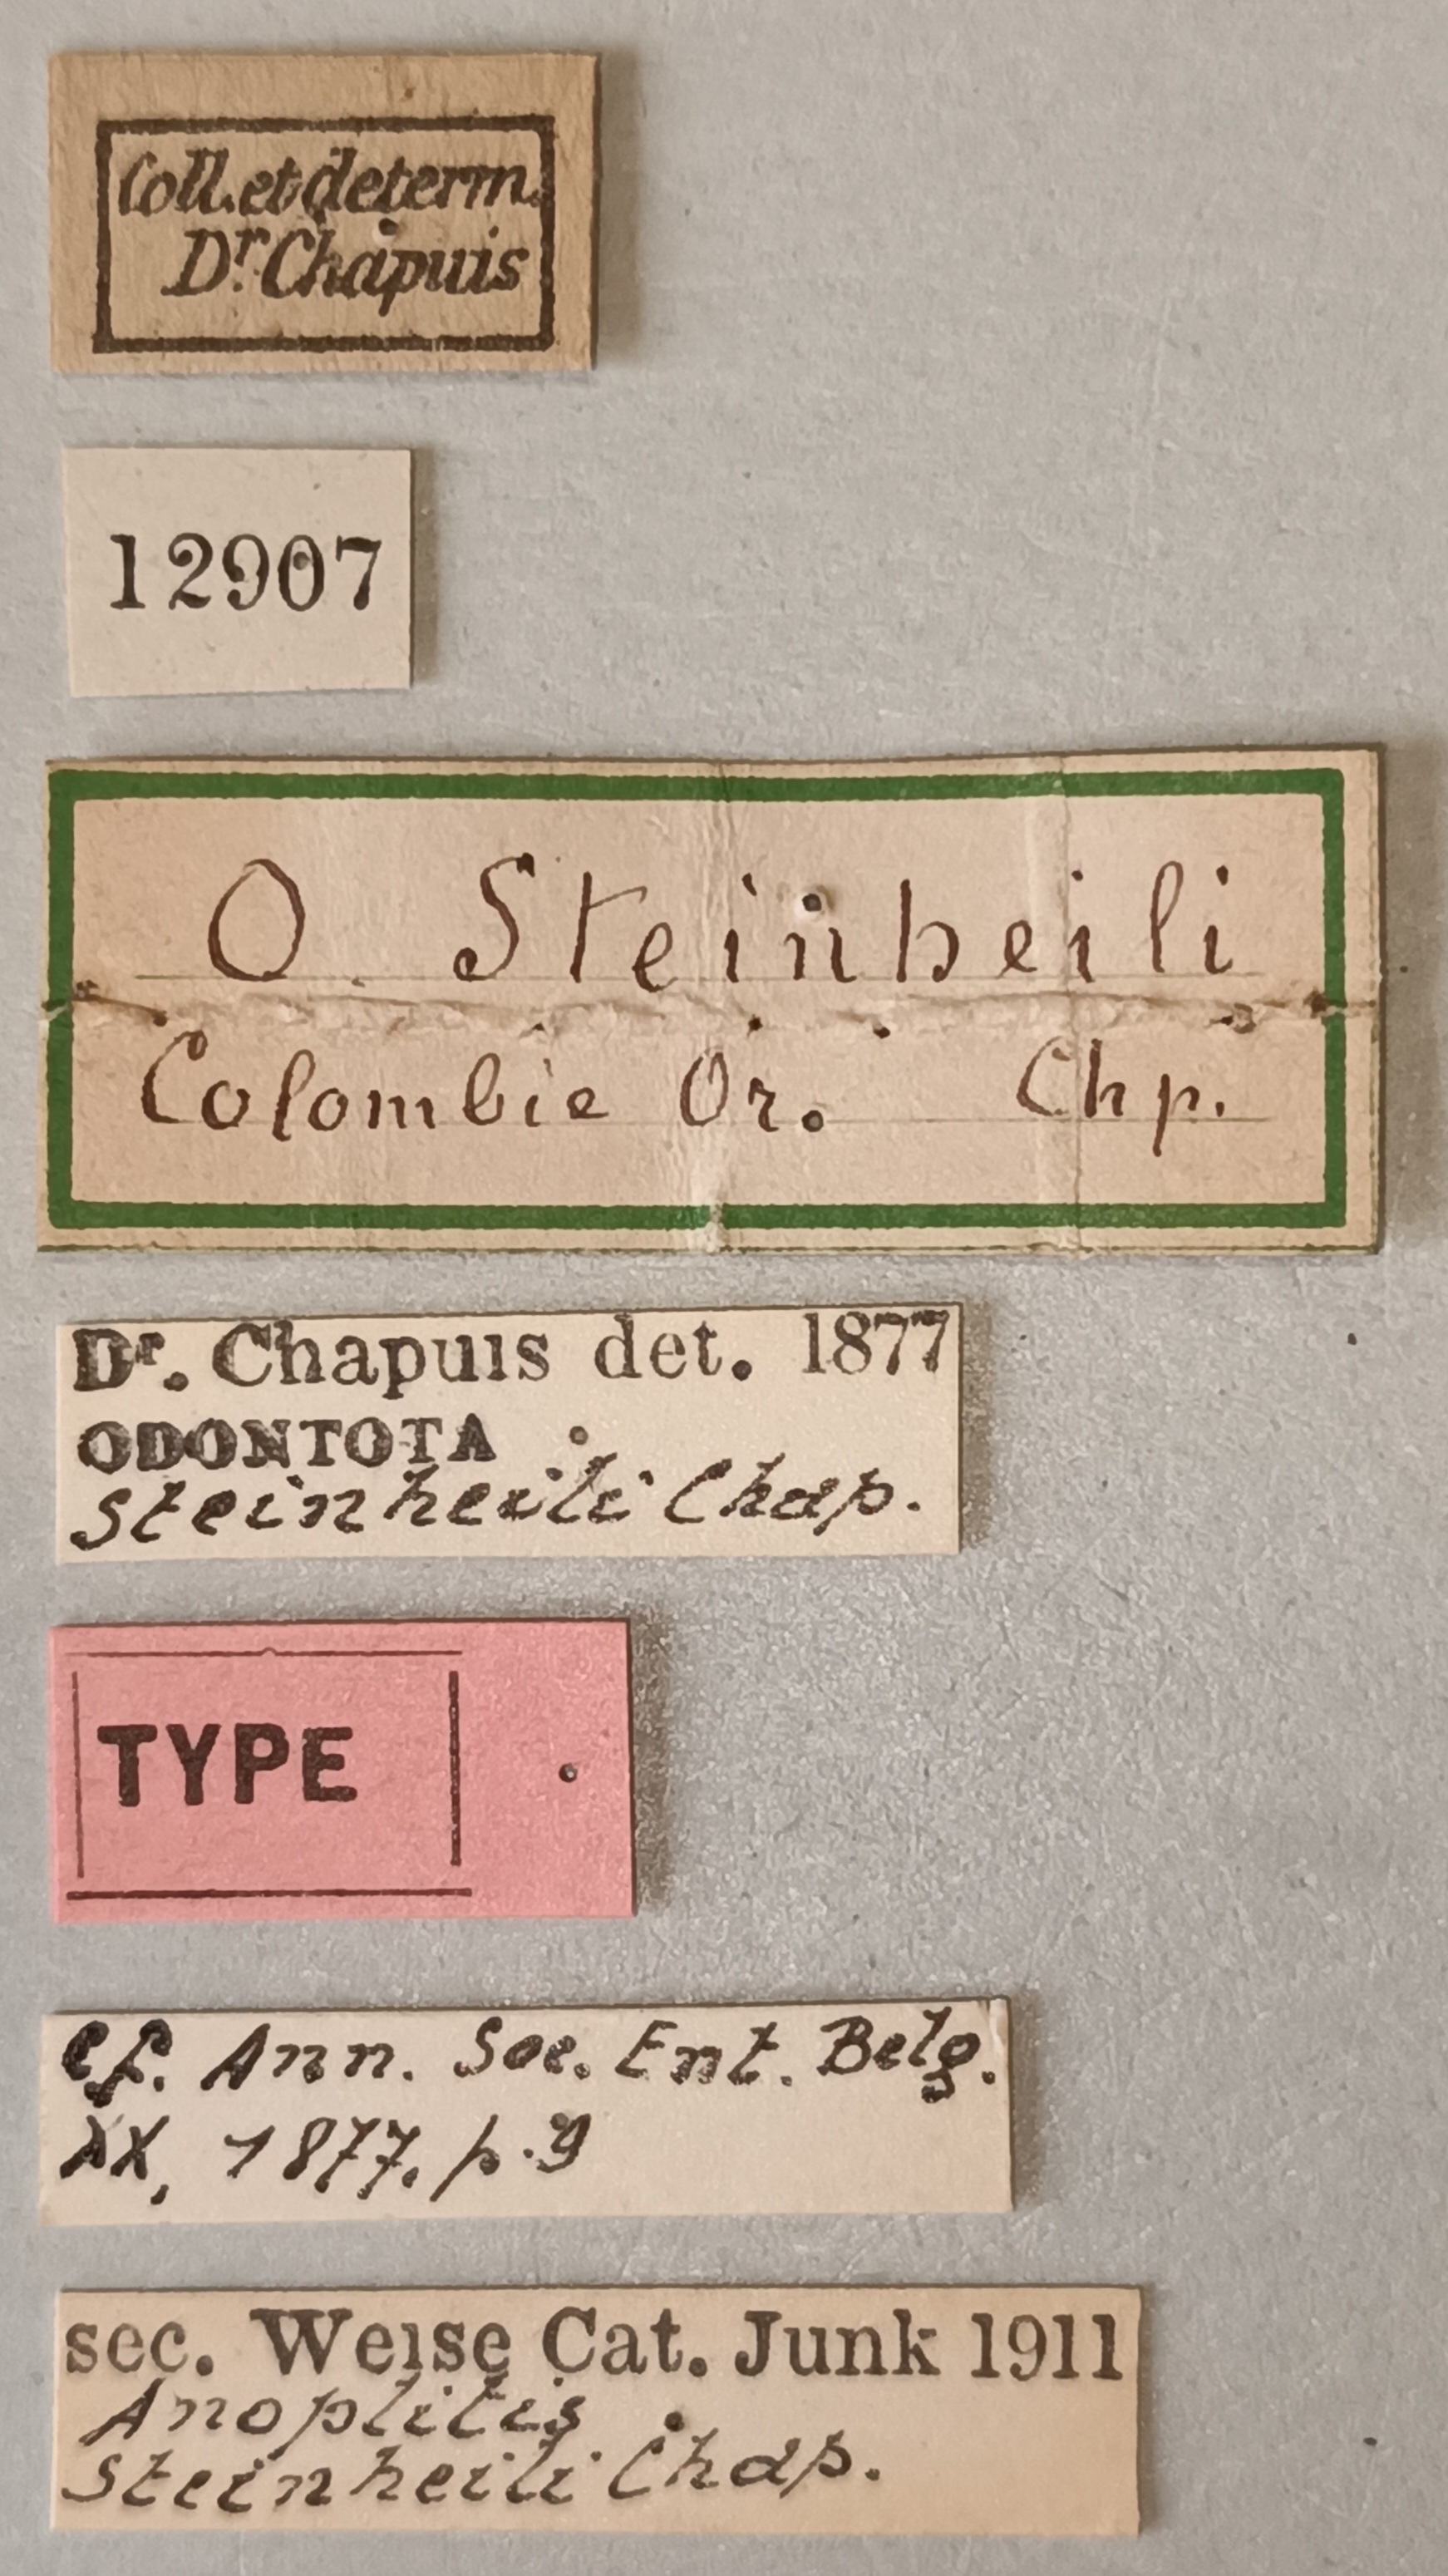 Coll. et determ.
Dr. Chapuis
12907
O. Steinheili
Colombie Or. Chp.
Dr. Chapuis det. 1877
ODONTOTA
steinheili Chap.
TYPE
cf. Ann. Soc. Ent. Belg.
XX, 1877. p. 9
sec. Weise Cat. Junk 1911
Anoplitis
steinheili Chap.